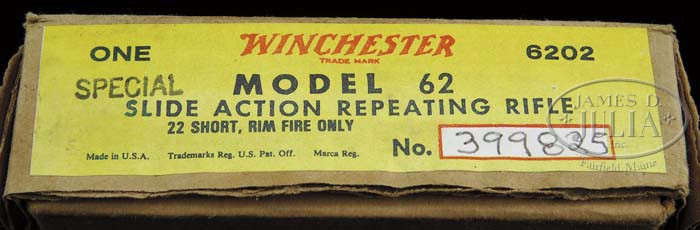 ONE WINCHESTER 6202
TRADE MARK
SPECIAL MODEL 62
SLIDE ACTION REPEATING RIFLE
22 SHORT, RIM FIRE ONLY
Made in U.S.A. Trademarks Reg. U.S. Pat. Off. Marca Reg. No. 399825
JAMES D.
JULIA
Inc.
Fairfield, Maine